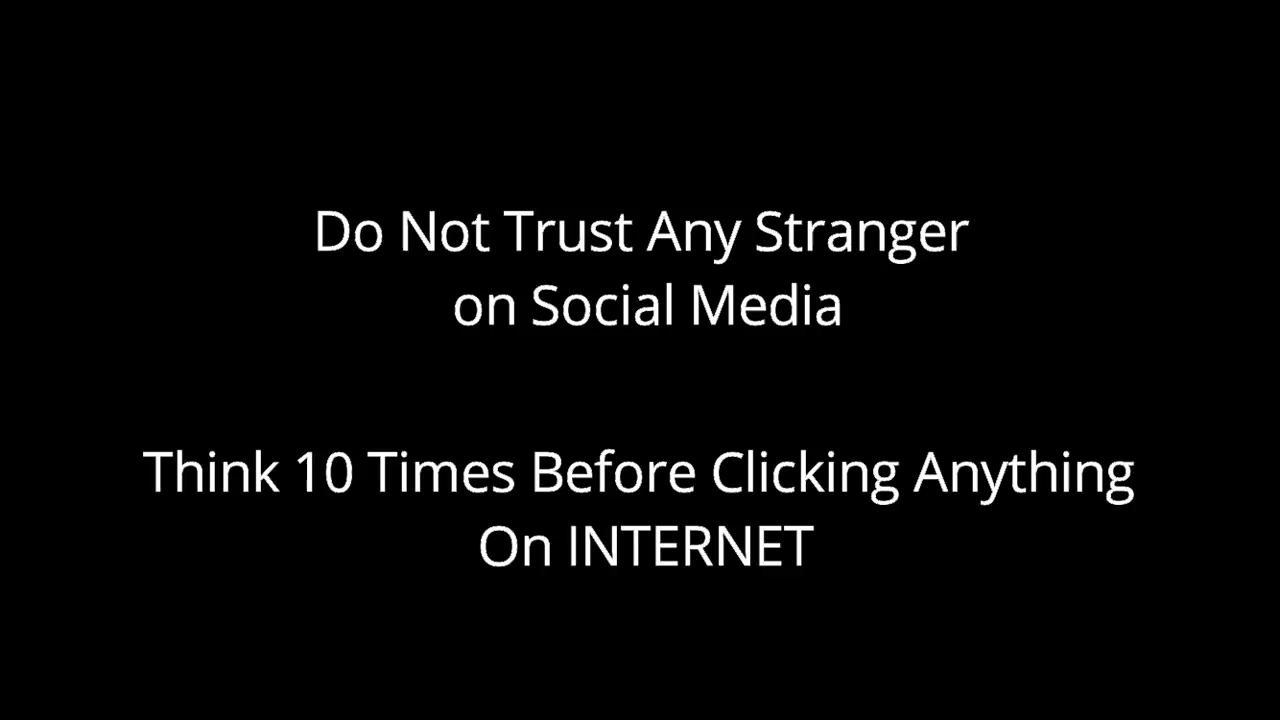 Do Not Trust Any Stranger
on Social Media
Think 10 Times Before Clicking Anything
On INTERNET